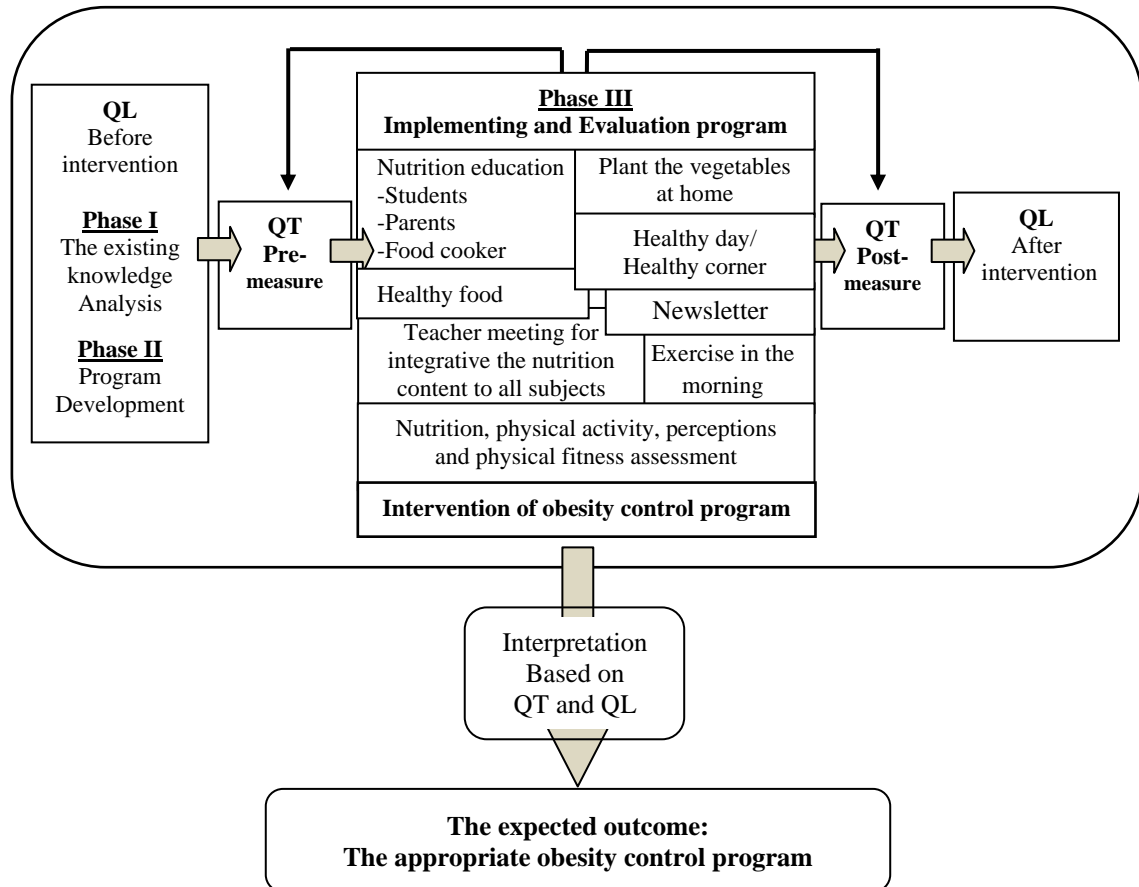 QL
Before
intervention
Phase I
The existing
knowledge
Analysis
Phase II
Program
Development
QT
Pre-
measure
Phase III
Implementing and Evaluation program
Nutrition education
-Students
-Parents
-Food cooker
Plant the vegetables
at home
Healthy day/
Healthy corner
Healthy food
Newsletter
Teacher meeting for
integrative the nutrition
content to all subjects
Exercise in the
morning
Nutrition, physical activity, perceptions
and physical fitness assessment
Intervention of obesity control program
QT
Post-
measure
QL
After
intervention
Interpretation
Based on
QT and QL
The expected outcome:
The appropriate obesity control program